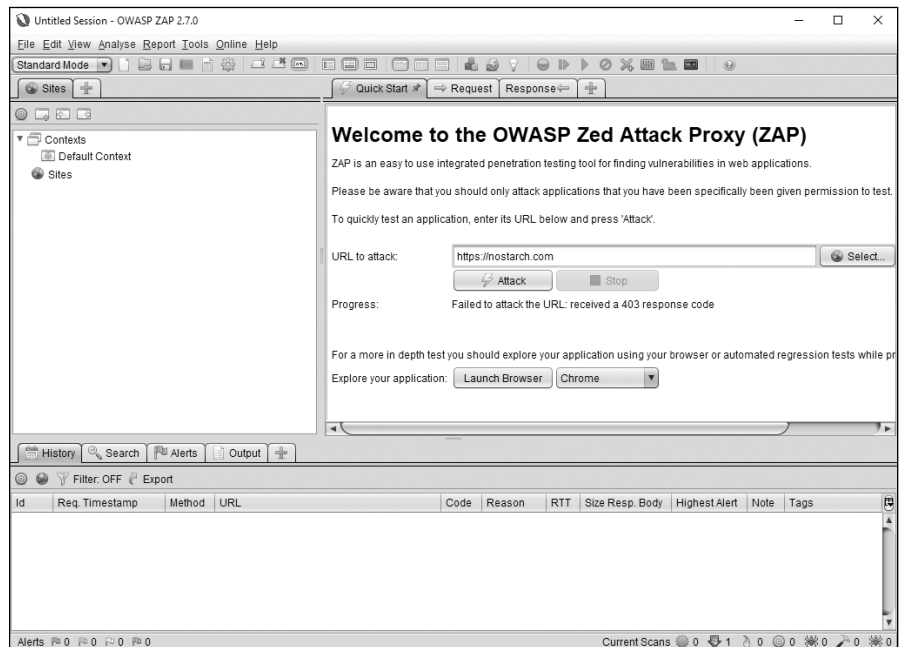 Untitled Session - OWASP ZAP 2.7.0
File Edit View Analyse Report Tools Online Help
Standard Mode
Sites
Quick Start
Request
Response
Contexts
Default Context
Sites
Welcome to the OWASP Zed Attack Proxy (ZAP)
ZAP is an easy to use integrated penetration testing tool for finding vulnerabilities in web applications.
Please be aware that you should only attack applications that you have been specifically been given permission to test.
To quickly test an application, enter its URL below and press 'Attack'.
URL to attack: https://nostarch.com Select...
Attack Stop
Progress: Failed to attack the URL: received a 403 response code
For a more in depth test you should explore your application using your browser or automated regression tests while pr
Explore your application: Launch Browser Chrome
History Search Alerts Output
Filter: OFF Export
Id Req. Timestamp Method URL Code Reason RTT Size Resp. Body Highest Alert Note Tags
Alerts 0 0 0 0 Current Scans 0 1 0 0 0 0 0